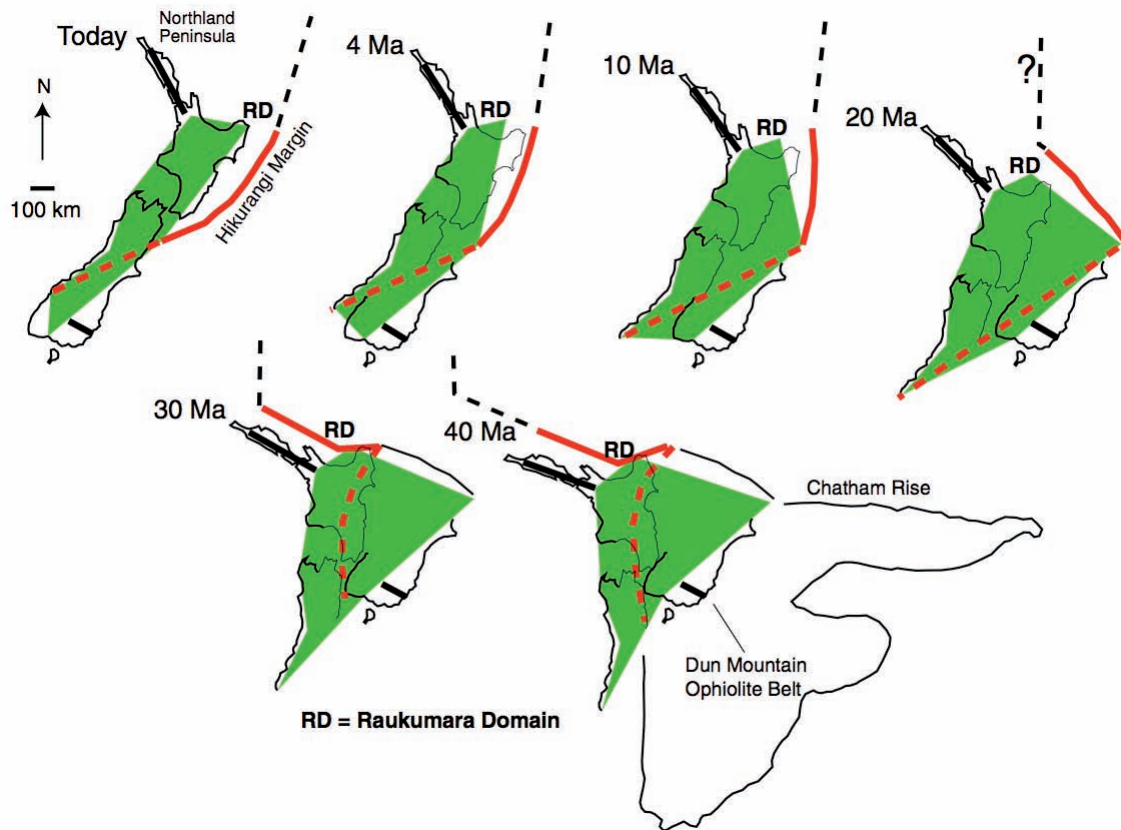 Today
Northland
Peninsula
N
100 km
RD
Hikurangi Margin
4 Ma
RD
10 Ma
RD
20 Ma
?
RD
30 Ma
RD
40 Ma
RD
Chatham Rise
Dun Mountain
Ophiolite Belt
RD = Raukumara Domain